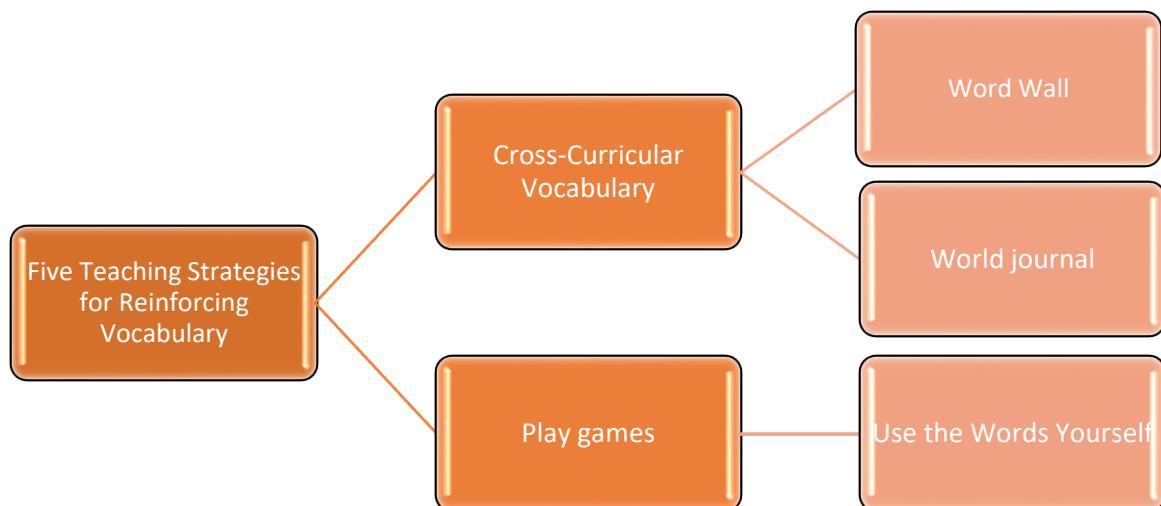 Five Teaching Strategies
for Reinforcing
Vocabulary
Cross-Curricular
Vocabulary
Word Wall
World journal
Play games
Use the Words Yourself